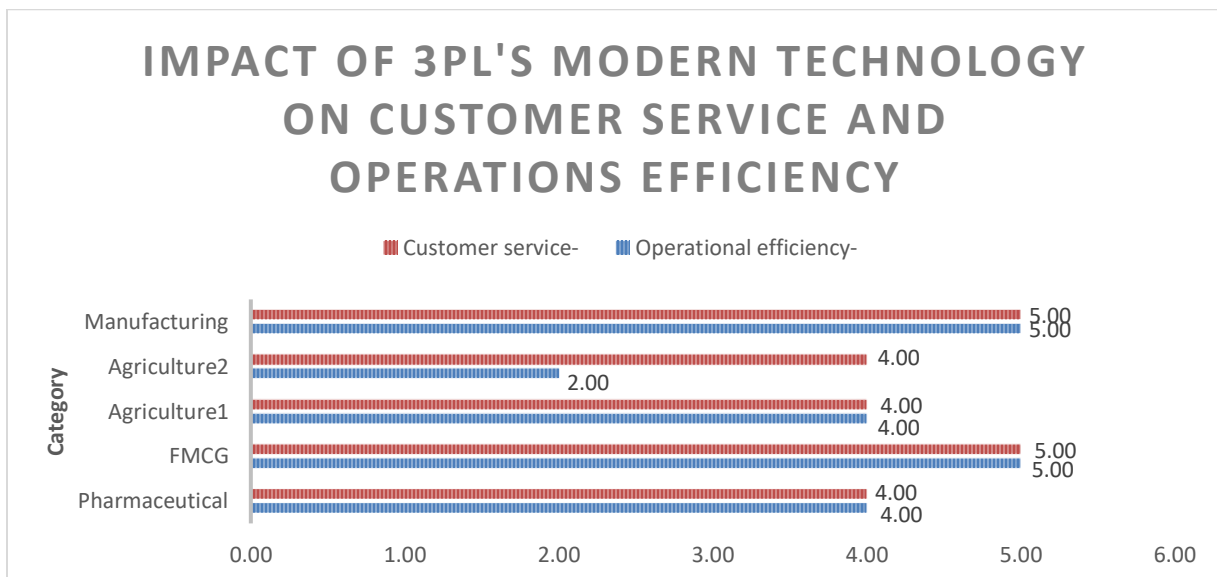 IMPACT OF 3PL'S MODERN TECHNOLOGY
ON CUSTOMER SERVICE AND
OPERATIONS EFFICIENCY
Customer service- Operational efficiency-
Category
Manufacturing 5.00
5.00
Agriculture2 4.00
2.00
Agriculture1 4.00
4.00
FMCG 5.00
5.00
Pharmaceutical 4.00
4.00
0.00 1.00 2.00 3.00 4.00 5.00 6.00